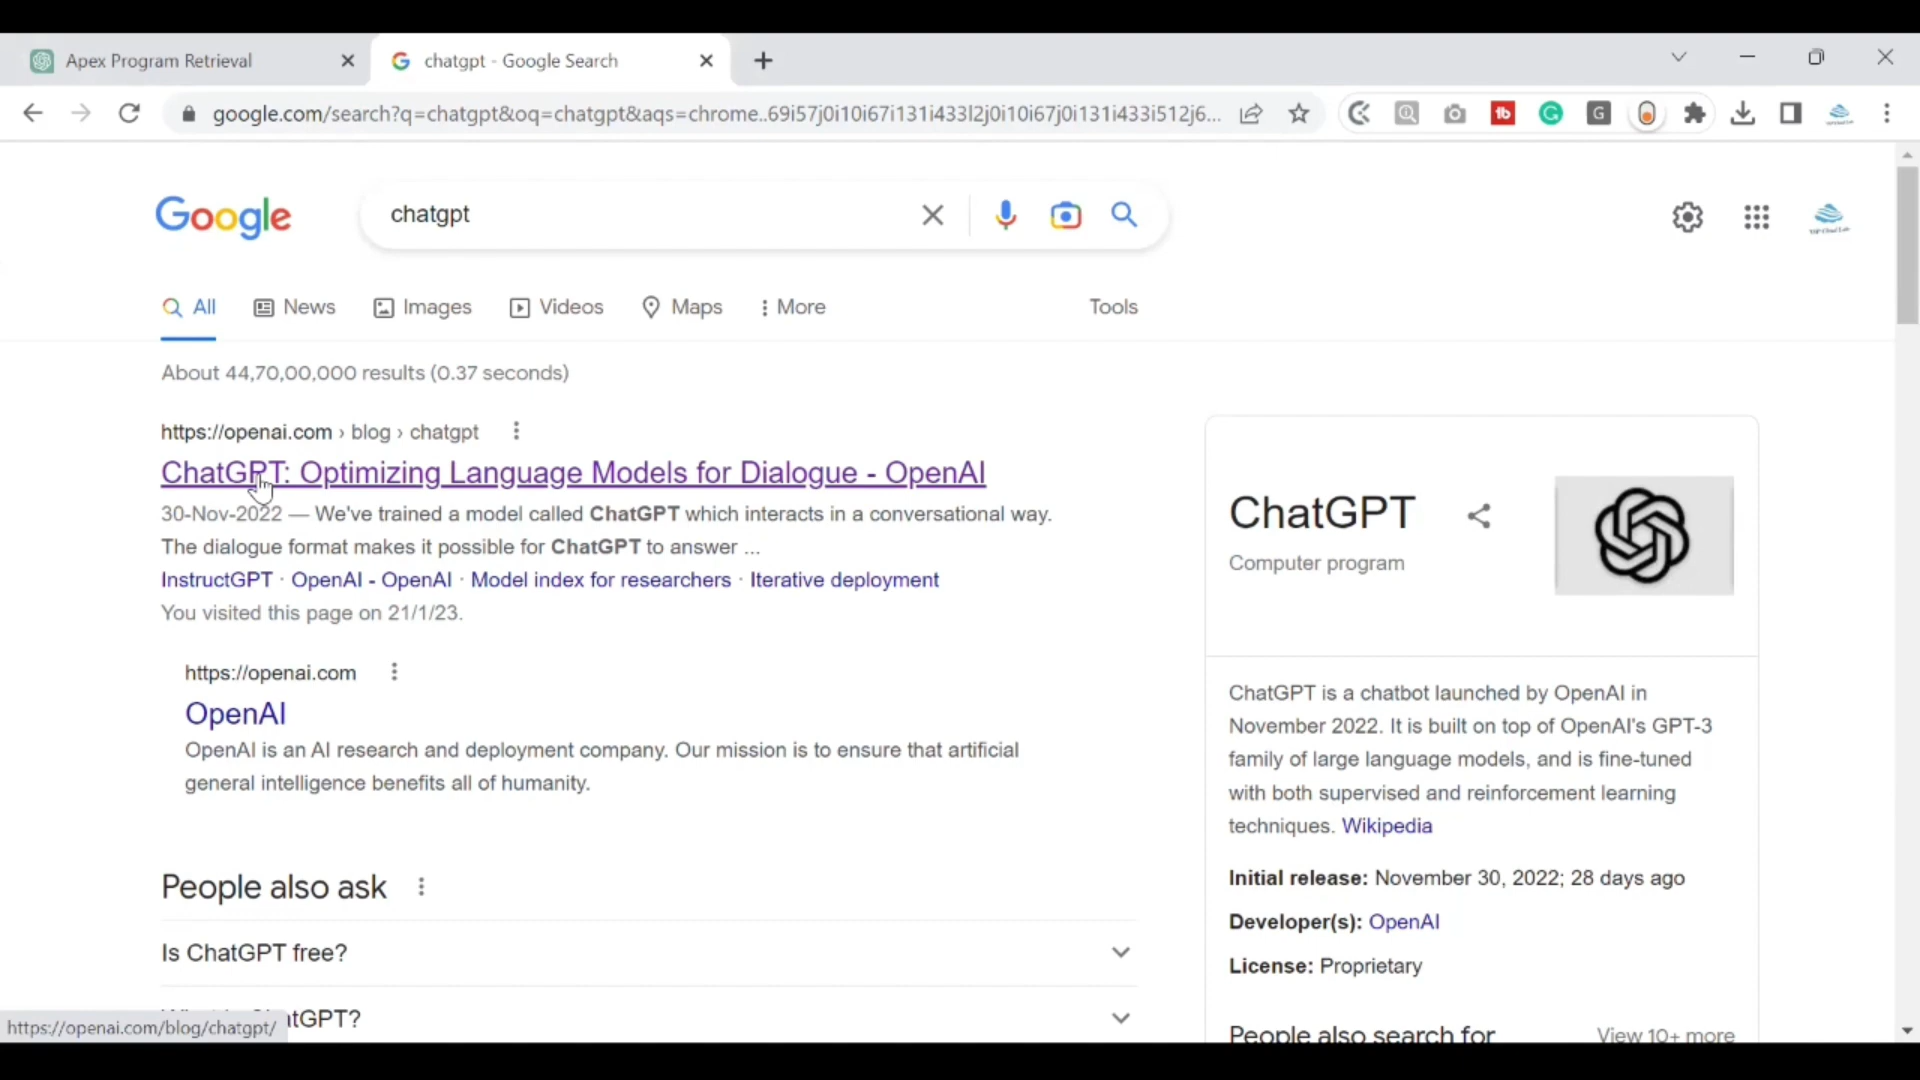 Apex Program Retrieval
chatgpt - Google Search
google.com/search?q=chatgpt&oq=chatgpt&aqs=chrome..69i57j0i10i67i131i433l2j0i10i67j0i131i433i512j6...
Google
chatgpt
All
News
Images
Videos
Maps
More
Tools
About 44,70,00,000 results (0.37 seconds)
https://openai.com › blog › chatgpt
ChatGPT: Optimizing Language Models for Dialogue - OpenAI
30-Nov-2022 — We've trained a model called ChatGPT which interacts in a conversational way.
The dialogue format makes it possible for ChatGPT to answer ...
InstructGPT · OpenAI - OpenAI · Model index for researchers · Iterative deployment
You visited this page on 21/1/23.
https://openai.com
OpenAI
OpenAI is an AI research and deployment company. Our mission is to ensure that artificial
general intelligence benefits all of humanity.
People also ask
Is ChatGPT free?
ChatGPT?
https://openai.com/blog/chatgpt/
ChatGPT
Computer program
ChatGPT is a chatbot launched by OpenAI in
November 2022. It is built on top of OpenAI's GPT-3
family of large language models, and is fine-tuned
with both supervised and reinforcement learning
techniques. Wikipedia
Initial release: November 30, 2022; 28 days ago
Developer(s): OpenAI
License: Proprietary
People also search for
View 10+ more